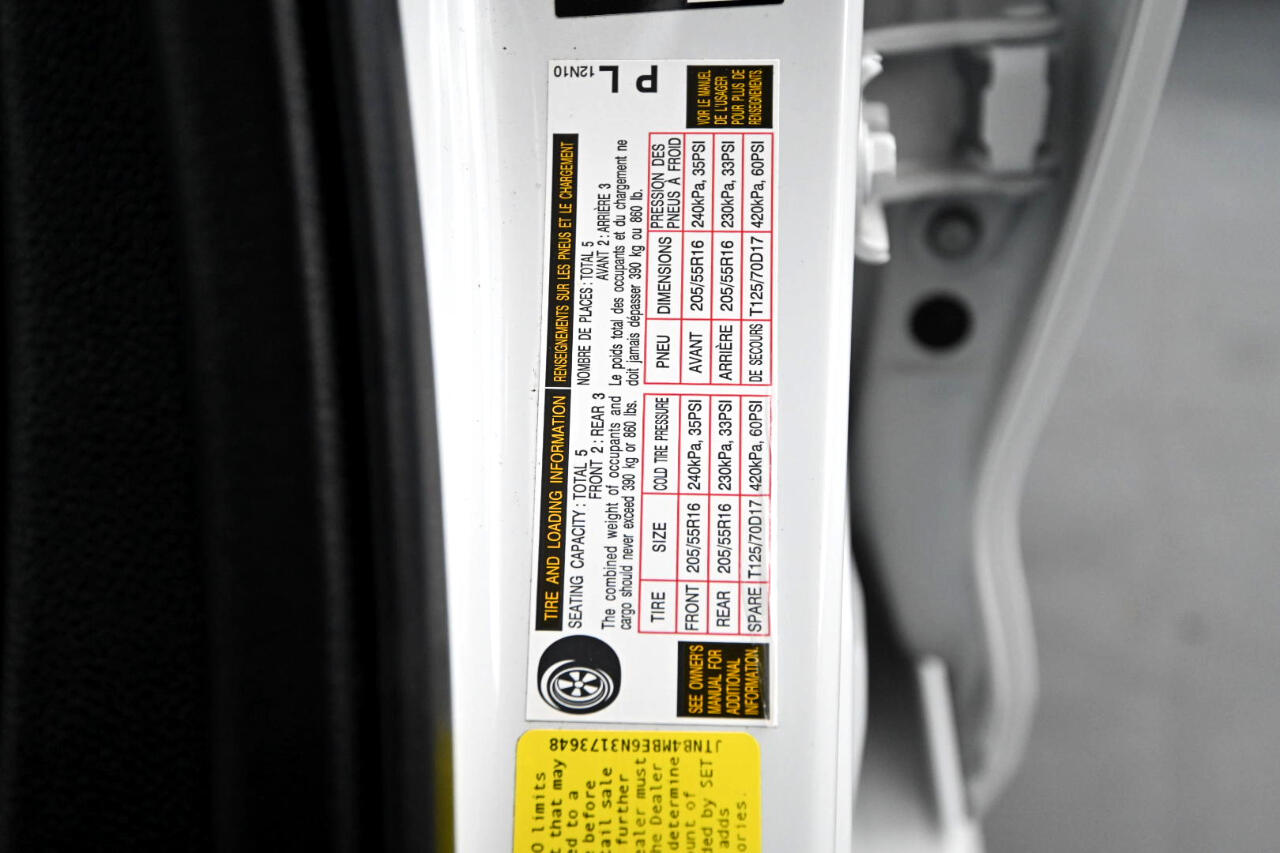 TIRE AND LOADING INFORMATION
SEATING CAPACITY : TOTAL 5
FRONT 2 : REAR 3
The combined weight of occupants and
cargo should never exceed 390 kg or 860 lbs.
TIRE SIZE COLD TIRE PRESSURE
FRONT 205/55R16 240kPa, 35PSI
REAR 205/55R16 230kPa, 33PSI
SPARE T125/70D17 420kPa, 60PSI
SEE OWNER'S
MANUAL FOR
ADDITIONAL
INFORMATION.
RENSEIGNEMENTS SUR LES PNEUS ET LE CHARGEMENT
NOMBRE DE PLACES : TOTAL 5
AVANT 2 : ARRIÈRE 3
Le poids total des occupants et du chargement ne
doit jamais dépasser 390 kg ou 860 lb.
PNEU DIMENSIONS PRESSION DES
PNEUS À FROID
AVANT 205/55R16 240kPa, 35PSI
ARRIÈRE 205/55R16 230kPa, 33PSI
DE SECOURS T125/70D17 420kPa, 60PSI
VOIR LE MANUEL
DE L'USAGER
POUR PLUS DE
RENSEIGNEMENTS.
12N10
P L
JTNB4MBE6N3173648
limits
t that may
ed to a
before
sale
further
must
he Dealer
determine
of
ded by SET
adds
ories.